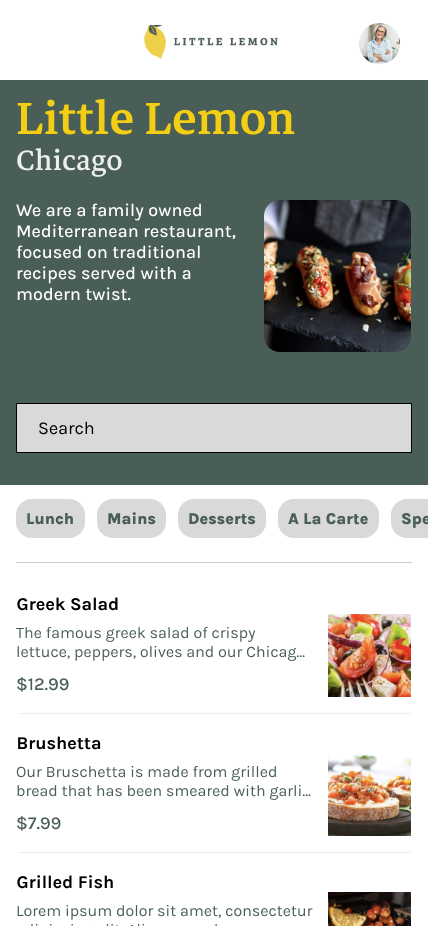 LITTLE LEMON
Little Lemon
Chicago
We are a family owned
Mediterranean restaurant,
focused on traditional
recipes served with a
modern twist.
Search
Lunch Mains Desserts A La Carte Spe
Greek Salad
The famous greek salad of crispy
lettuce, peppers, olives and our Chicag...
$12.99
Brushetta
Our Bruschetta is made from grilled
bread that has been smeared with garli...
$7.99
Grilled Fish
Lorem ipsum dolor sit amet, consectetur